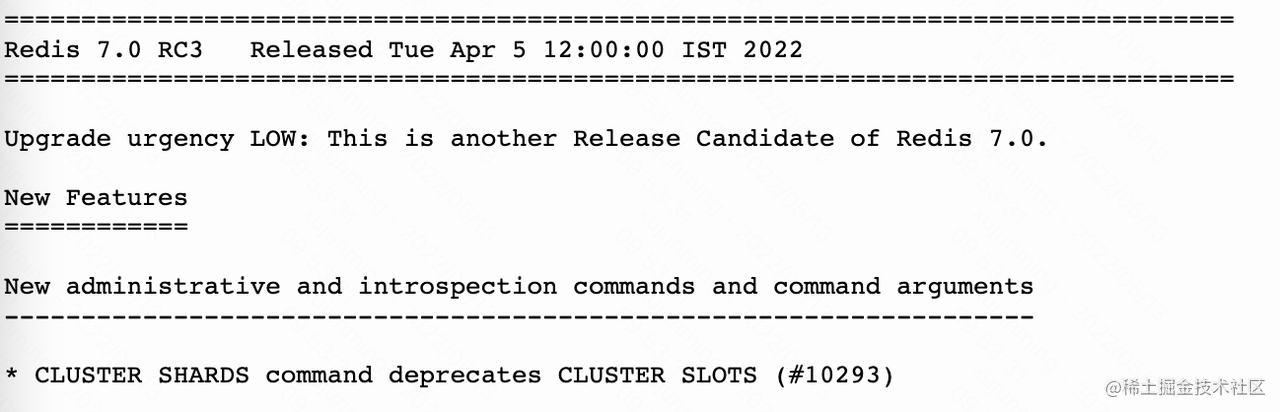 ================================================================================
Redis 7.0 RC3   Released Tue Apr 5 12:00:00 IST 2022
================================================================================
Upgrade urgency LOW: This is another Release Candidate of Redis 7.0.
New Features
============
New administrative and introspection commands and command arguments
-------------------------------------------------------------------
* CLUSTER SHARDS command deprecates CLUSTER SLOTS (#10293)
@稀土掘金技术社区